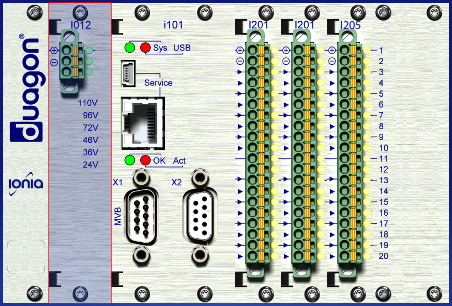 duagon
ionia
I012
110V
96V
72V
46V
36V
24V
i101
Sys USB
Service
OK Act
X1 X2
MVB
I201
I201
I205
1
2
3
4
5
6
7
8
9
10
11
12
13
14
15
16
17
18
19
20